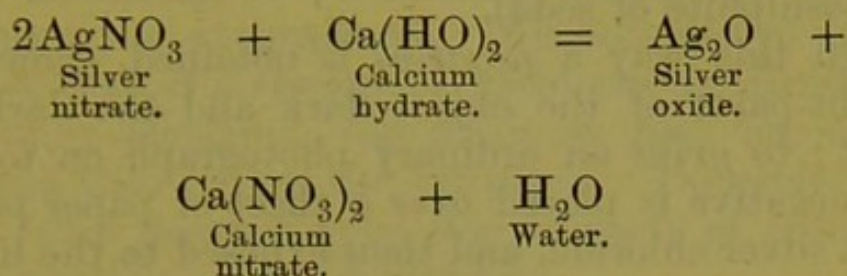 2AgNO₃ + Ca(HO)₂ = Ag₂O +
Silver Calcium Silver
nitrate. hydrate. oxide.
Ca(NO₃)₂ + H₂O
Calcium Water.
nitrate.